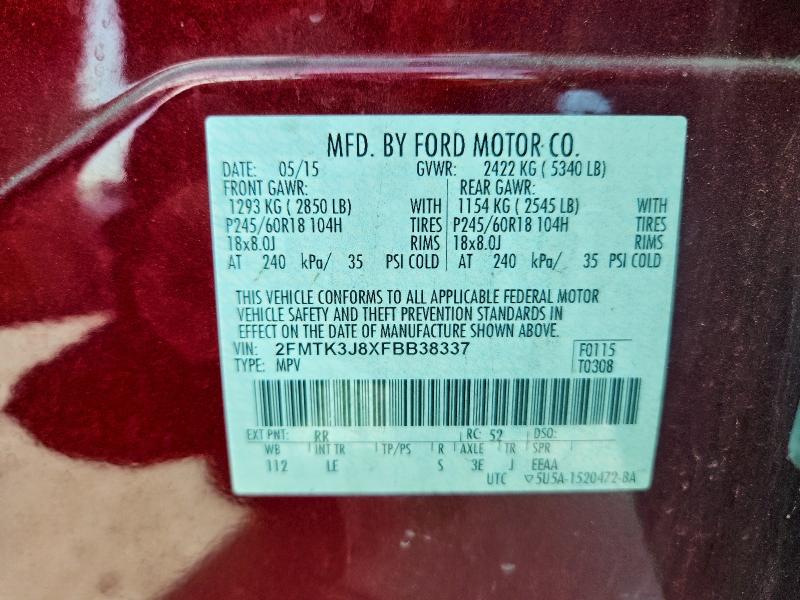 MFD. BY FORD MOTOR CO.
DATE: 05/15 GVWR: 2422 KG ( 5340 LB)
FRONT GAWR: REAR GAWR:
1293 KG ( 2850 LB) WITH 1154 KG ( 2545 LB) WITH
P245/60R18 104H TIRES P245/60R18 104H TIRES
18x8.0J RIMS 18x8.0J RIMS
AT 240 kPa/ 35 PSI COLD AT 240 kPa/ 35 PSI COLD
THIS VEHICLE CONFORMS TO ALL APPLICABLE FEDERAL MOTOR
VEHICLE SAFETY AND THEFT PREVENTION STANDARDS IN
EFFECT ON THE DATE OF MANUFACTURE SHOWN ABOVE.
VIN: 2FMTK3J8XFBB38337 F0115
TYPE: MPV T0308
EXT PNT: RR RC: 52 DSO:
WB INT TR TP/PS R AXLE TR SPR
112 LE S 3E J EEAA
UTC ▽5U5A-1520472-BA